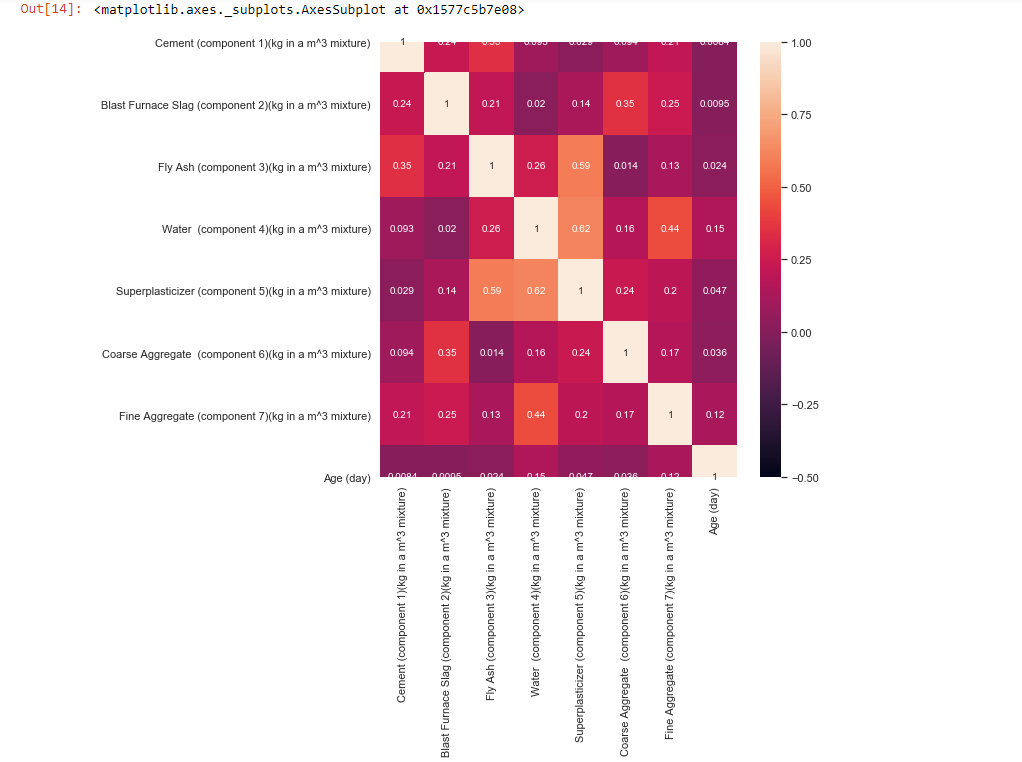 Out[14]: <matplotlib.axes._subplots.AxesSubplot at 0x1577c5b7e08>
Cement (component 1)(kg in a m^3 mixture) 1
Blast Furnace Slag (component 2)(kg in a m^3 mixture) 0.24 1 0.21 0.02 0.14 0.35 0.25 0.0095
Fly Ash (component 3)(kg in a m^3 mixture) 0.35 0.21 1 0.26 0.59 0.014 0.13 0.024
Water  (component 4)(kg in a m^3 mixture) 0.093 0.02 0.26 1 0.62 0.16 0.44 0.15
Superplasticizer (component 5)(kg in a m^3 mixture) 0.029 0.14 0.59 0.62 1 0.24 0.2 0.047
Coarse Aggregate  (component 6)(kg in a m^3 mixture) 0.094 0.35 0.014 0.16 0.24 1 0.17 0.036
Fine Aggregate (component 7)(kg in a m^3 mixture) 0.21 0.25 0.13 0.44 0.2 0.17 1 0.12
Age (day) 1
Cement (component 1)(kg in a m^3 mixture)
Blast Furnace Slag (component 2)(kg in a m^3 mixture)
Fly Ash (component 3)(kg in a m^3 mixture)
Water  (component 4)(kg in a m^3 mixture)
Superplasticizer (component 5)(kg in a m^3 mixture)
Coarse Aggregate  (component 6)(kg in a m^3 mixture)
Fine Aggregate (component 7)(kg in a m^3 mixture)
Age (day)
1.00
0.75
0.50
0.25
0.00
−0.25
−0.50